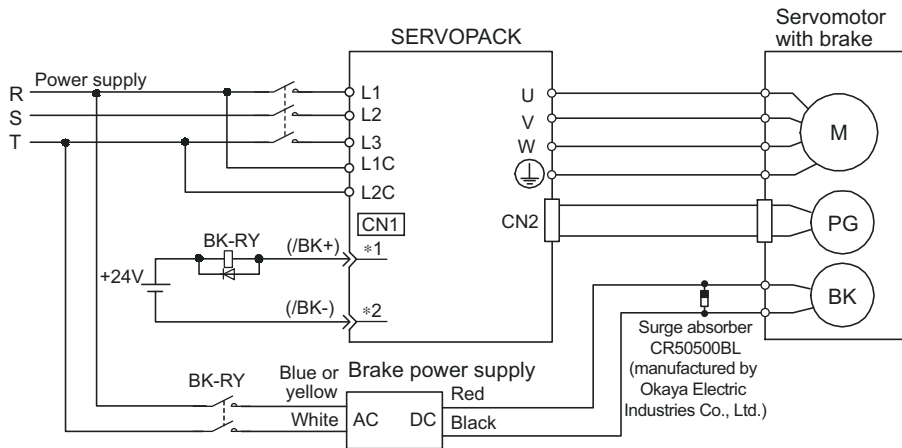 Servomotor
with brake
SERVOPACK
Power supply
R
S
T
L1
L2
L3
L1C
L2C
U
V
W
M
CN1
CN2
PG
BK-RY
(/BK+)
*1
+24V
(/BK-)
*2
BK
Surge absorber
CR50500BL
(manufactured by
Okaya Electric
Industries Co., Ltd.)
BK-RY
Blue or
yellow
White
Brake power supply
AC
DC
Red
Black